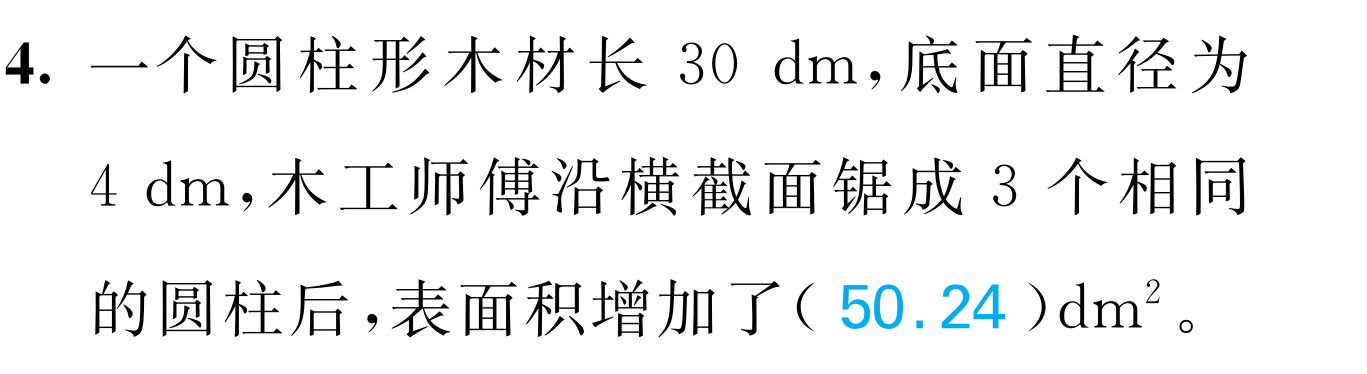 4. 一个圆柱形木材长 30 dm,底面直径为
4 dm,木工师傅沿横截面锯成 3 个相同
的圆柱后,表面积增加了( 50.24 )dm²。